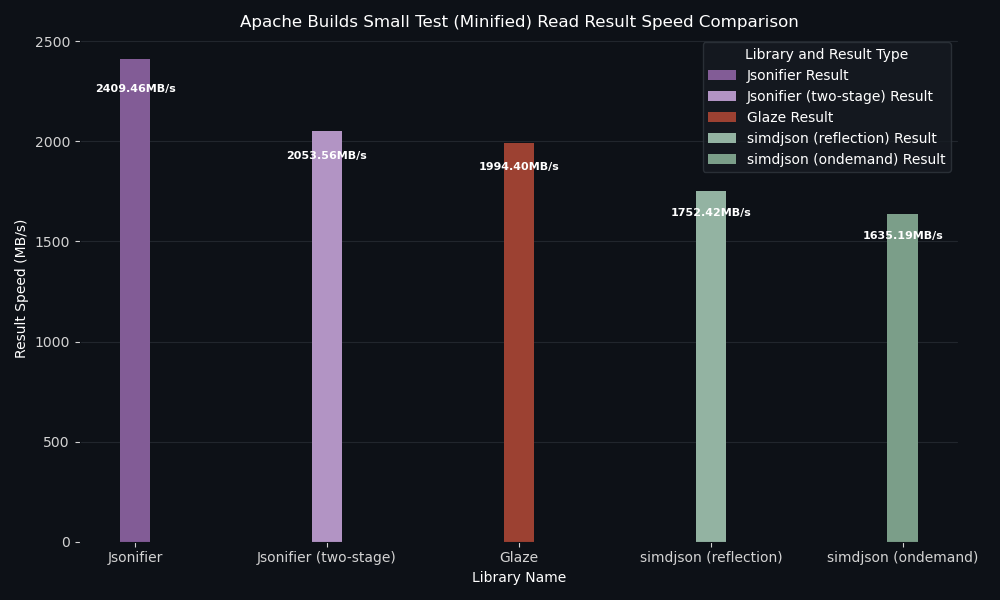 Apache Builds Small Test (Minified) Read Result Speed Comparison
Library and Result Type
Jsonifier Result
Jsonifier (two-stage) Result
Glaze Result
simdjson (reflection) Result
simdjson (ondemand) Result
Result Speed (MB/s)
2500
2000
1500
1000
500
0
2409.46MB/s
2053.56MB/s
1994.40MB/s
1752.42MB/s
1635.19MB/s
Jsonifier
Jsonifier (two-stage)
Glaze
simdjson (reflection)
simdjson (ondemand)
Library Name